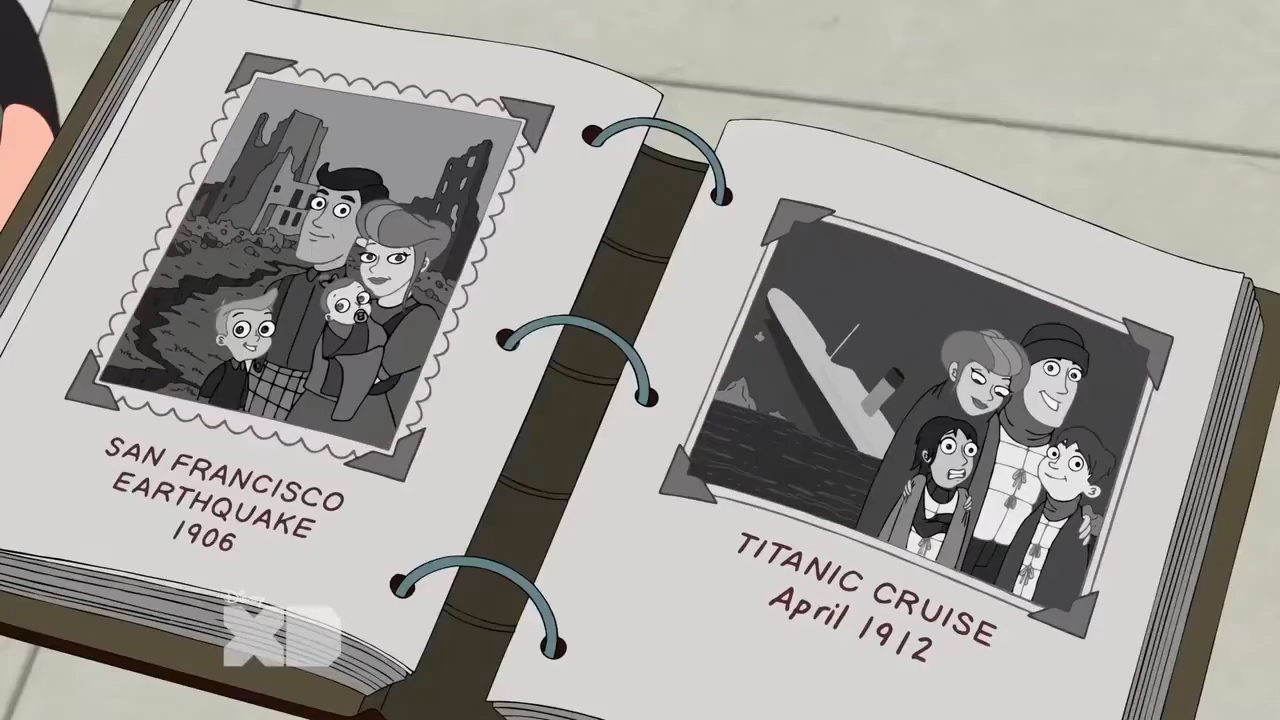 SAN FRANCISCO
EARTHQUAKE
1906
TITANIC CRUISE
April 1912
Disney
XD